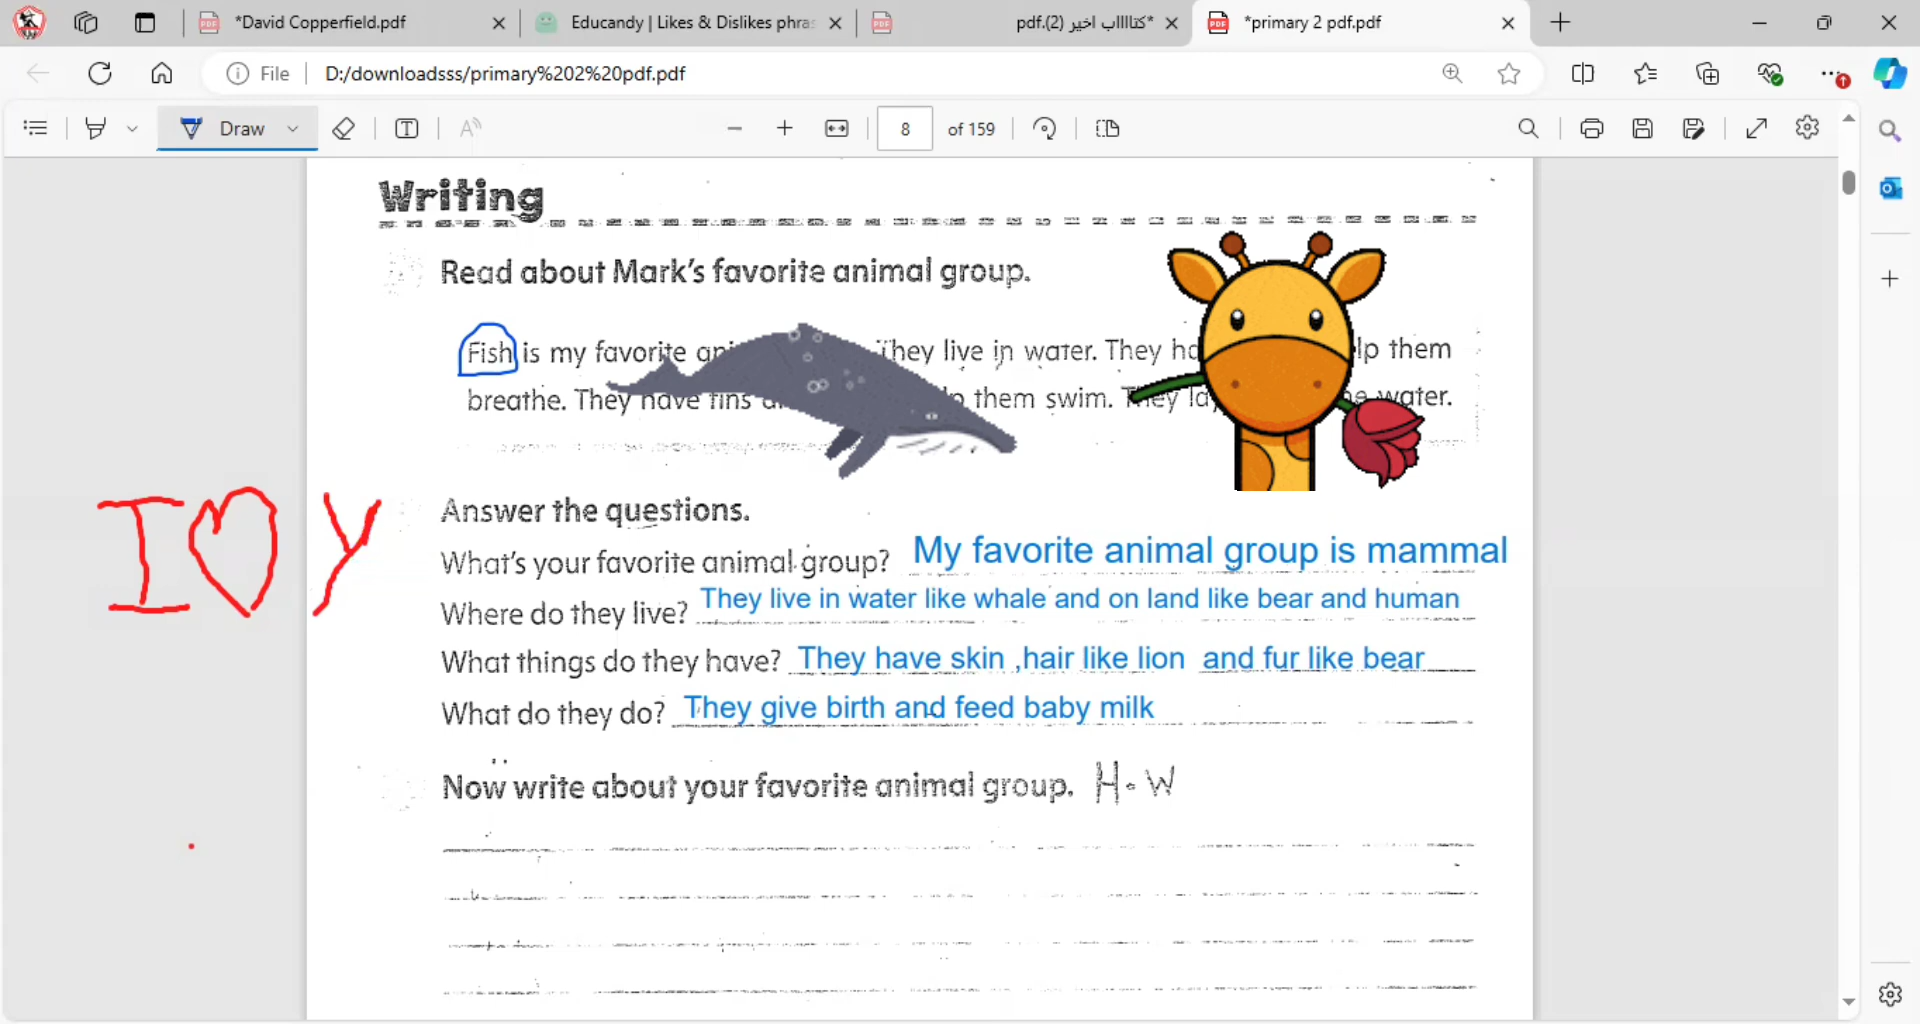 *David Copperfield.pdf
Educandy | Likes & Dislikes phra
*كتااااب اخير (2).pdf
*primary 2 pdf.pdf
File
D:/downloadsss/primary%202%20pdf.pdf
Draw
8 of 159
Writing
Read about Mark's favorite animal group.
Fish is my favorite They live in water. They lp them
breathe. They have fins them swim. They water.
Answer the questions.
I Y
What's your favorite animal group? My favorite animal group is mammal
Where do they live? They live in water like whale and on land like bear and human
What things do they have? They have skin ,hair like lion and fur like bear
What do they do? They give birth and feed baby milk
Now write about your favorite animal group. H.W